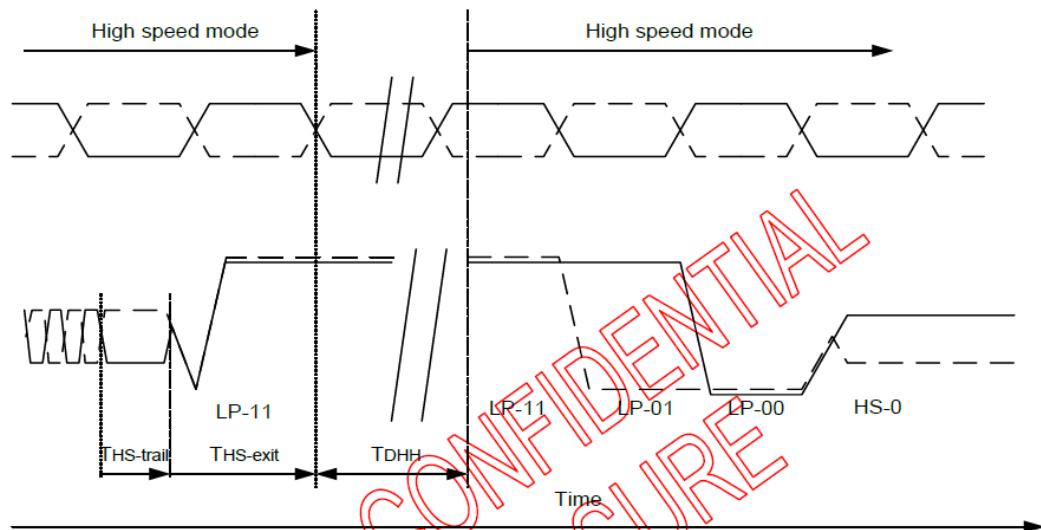 High speed mode
High speed mode
LP-11
LP-11
LP-01
LP-00
HS-0
THS-trail
THS-exit
TDHH
Time
CONFIDENTIAL
SURE